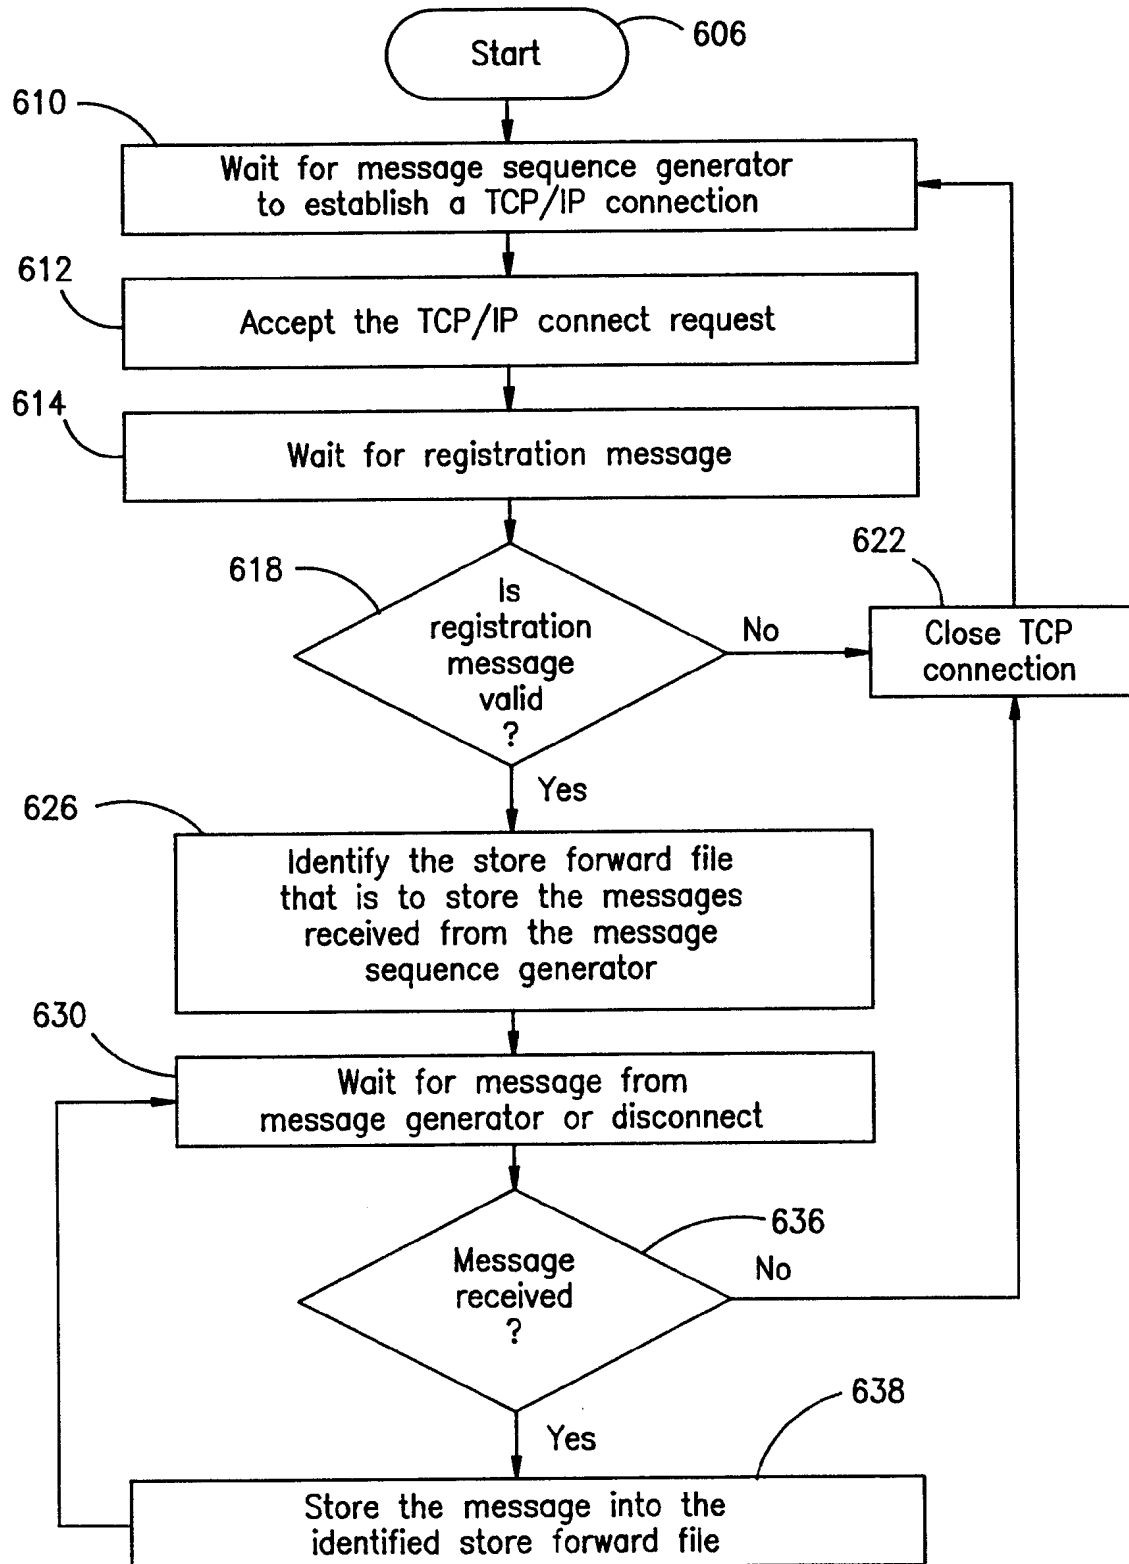 Start
606
610
Wait for message sequence generator
to establish a TCP/IP connection
612
Accept the TCP/IP connect request
614
Wait for registration message
618
Is
registration
message
valid
?
No
622
Close TCP
connection
Yes
626
Identify the store forward file
that is to store the messages
received from the message
sequence generator
630
Wait for message from
message generator or disconnect
636
Message
received
?
No
Yes
638
Store the message into the
identified store forward file